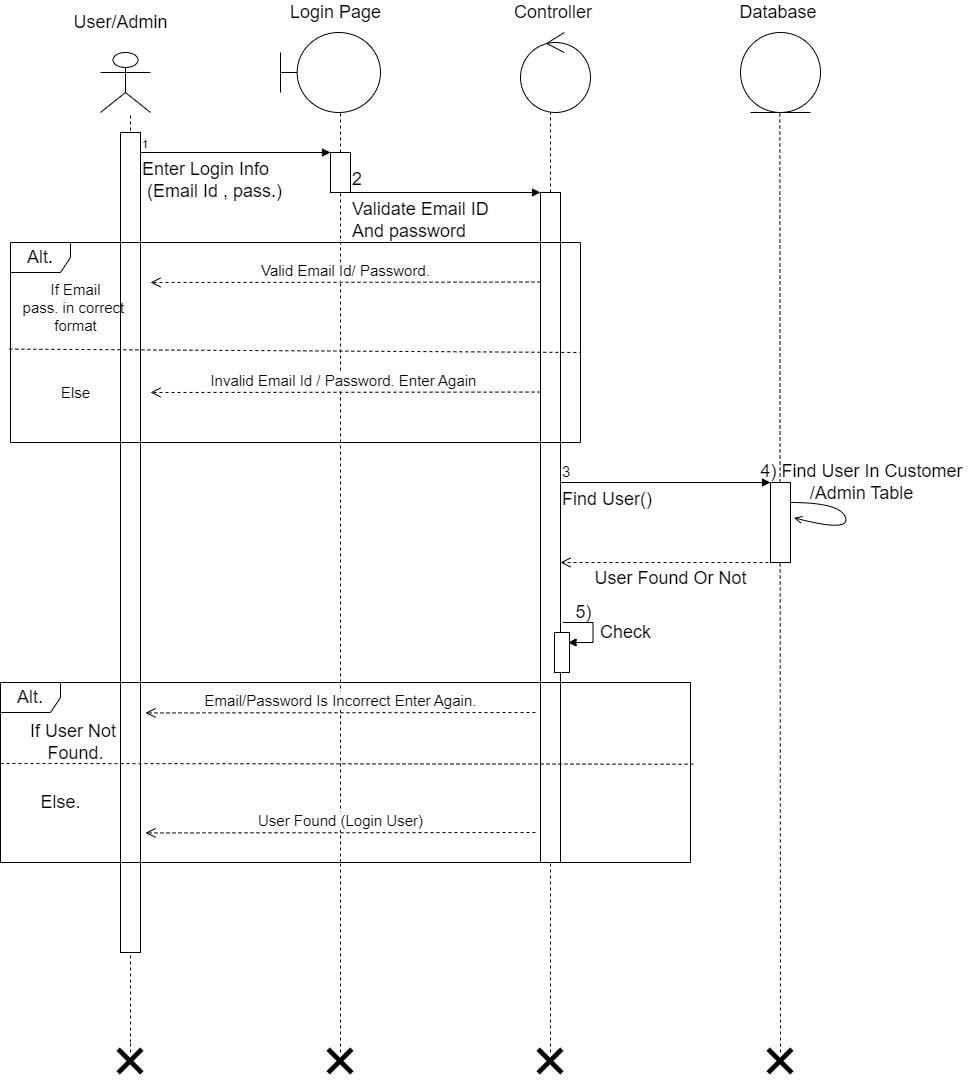 User/Admin
Login Page
Controller
Database
1
Enter Login Info
(Email Id , pass.)
2
Validate Email ID
And password
Alt.
Valid Email Id/ Password.
If Email
pass. in correct
format
Invalid Email Id / Password. Enter Again
Else
3
Find User()
4) Find User In Customer
/Admin Table
User Found Or Not
5)
Check
Alt.
Email/Password Is Incorrect Enter Again.
If User Not
Found.
Else.
User Found (Login User)